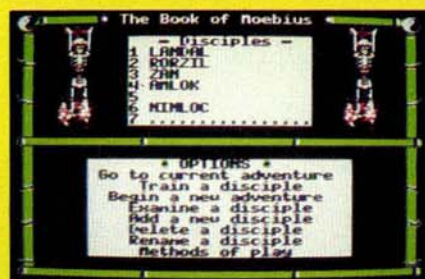 The Book of Moebius
Disciples
1 LANDAL
2 RORZIL
3 ZAN
4 AMLOK
5
6 NIMLOC
7 ................
OPTIONS
Go to current adventure
Train a disciple
Begin a new adventure
Examine a disciple
Add a new disciple
Delete a disciple
Rename a disciple
Methods of play